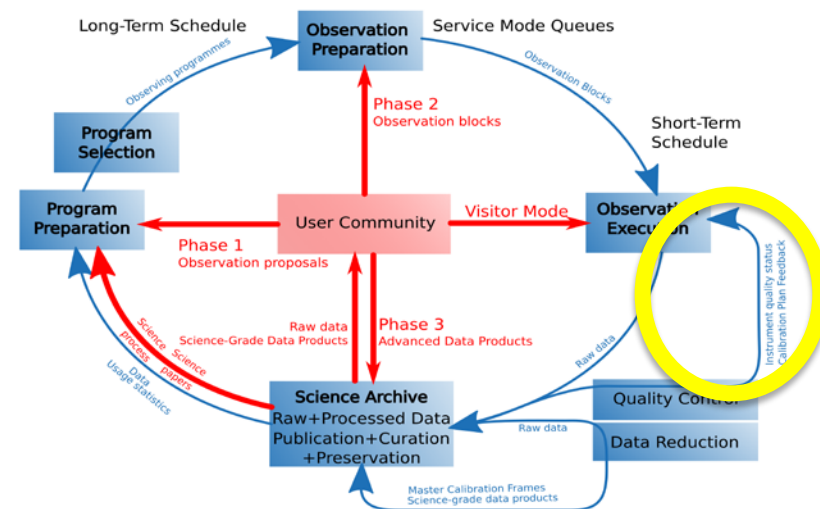 Long-Term Schedule
Observation
Preparation
Service Mode Queues
Observing programmes
Observation Blocks
Phase 2
Observation blocks
Short-Term
Schedule
Program
Selection
Program
Preparation
User Community
Visitor Mode
Observation
Execution
Phase 1
Observation proposals
Instrument quality status
Calibration Plan Feedback
Raw data
Science-Grade Data Products
Phase 3
Advanced Data Products
Raw data
Science Science
process papers
Data
Usage statistics
Science Archive
Raw+Processed Data
Publication+Curation
+Preservation
Raw data
Quality Control
Data Reduction
Master Calibration Frames
Science-grade data products